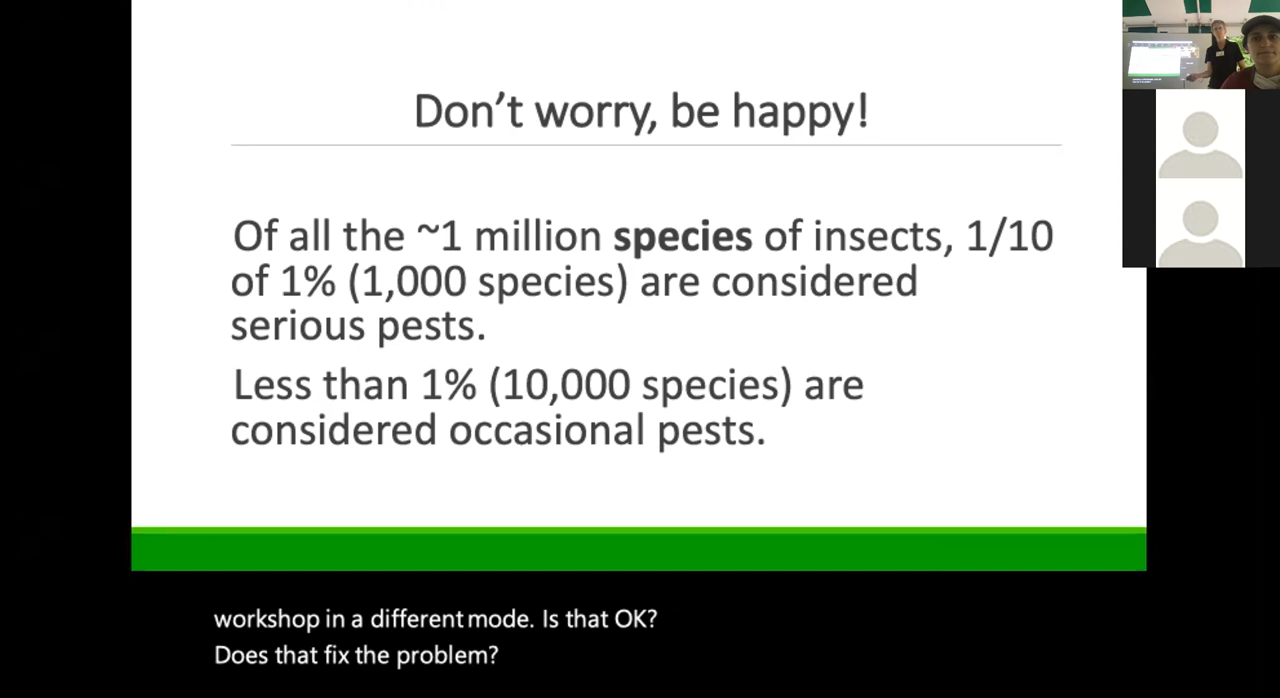 Don’t worry, be happy!
Of all the ~1 million species of insects, 1/10
of 1% (1,000 species) are considered
serious pests.
Less than 1% (10,000 species) are
considered occasional pests.
workshop in a different mode. Is that OK?
Does that fix the problem?